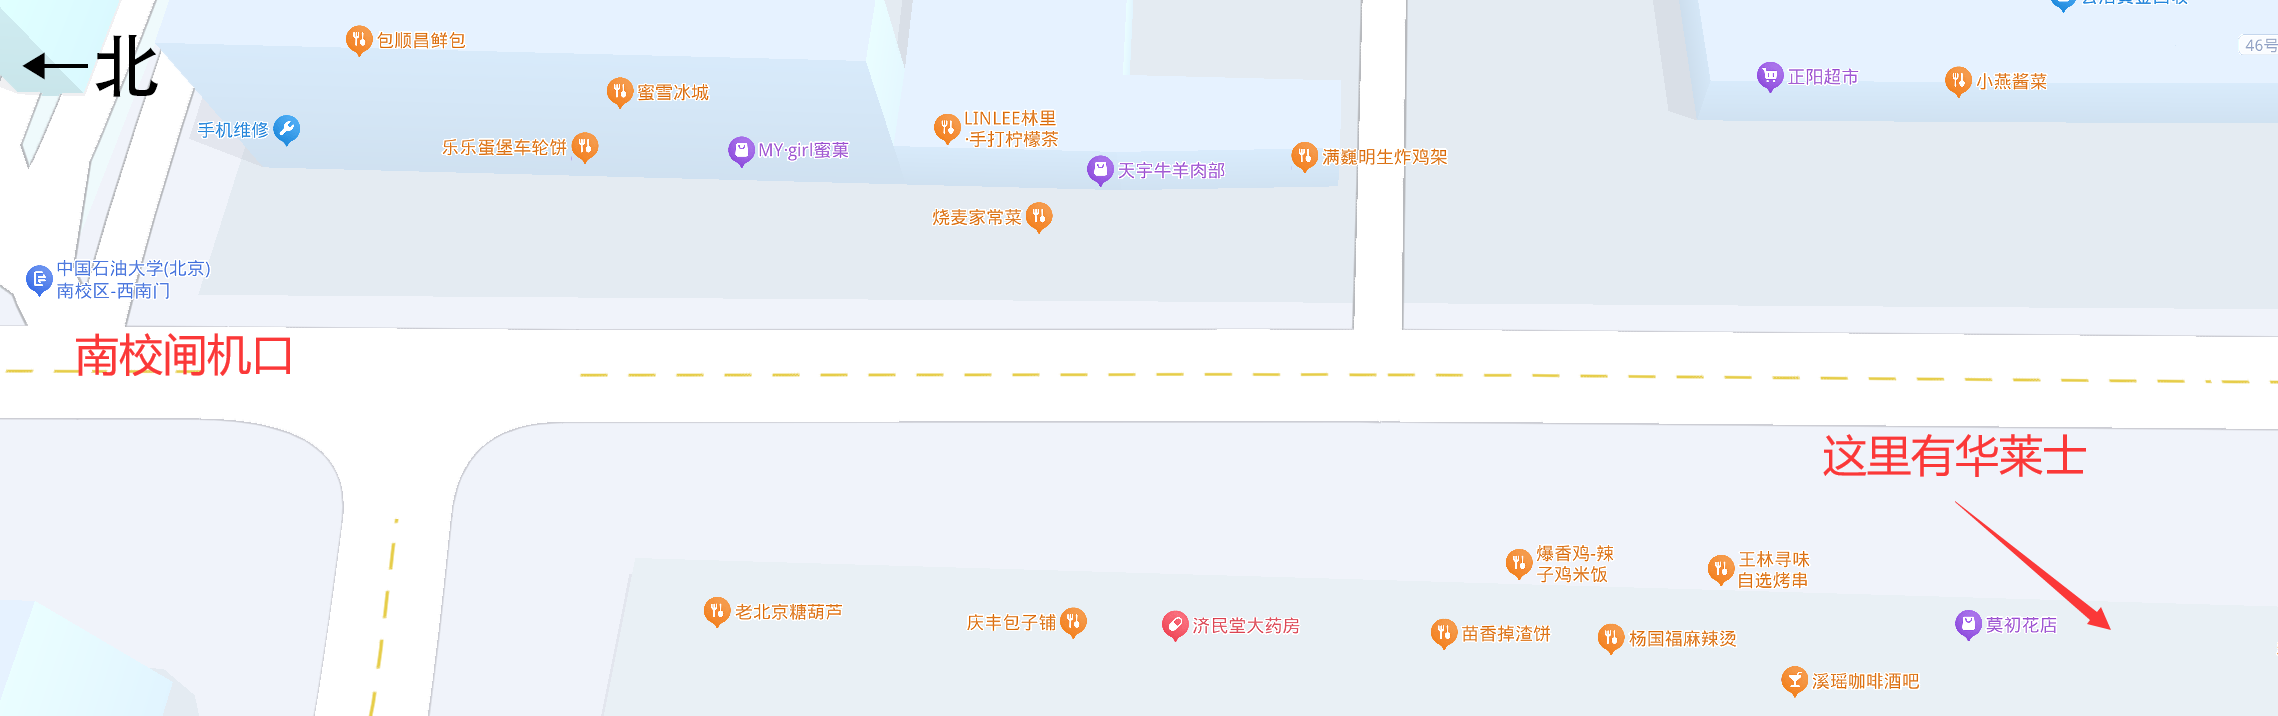 北
包顺昌鲜包
蜜雪冰城
手机维修
乐乐蛋堡车轮饼
MY·girl蜜菓
LINLEE林里
·手打柠檬茶
天宇牛羊肉部
满巍明生炸鸡架
烧麦家常菜
46号
正阳超市
小燕酱菜
中国石油大学(北京)
南校区-西南门
南校闸机口
这里有华莱士
爆香鸡-辣
子鸡米饭
王林寻味
自选烤串
老北京糖葫芦
庆丰包子铺
济民堂大药房
苗香掉渣饼
杨国福麻辣烫
莫初花店
溪瑶咖啡酒吧